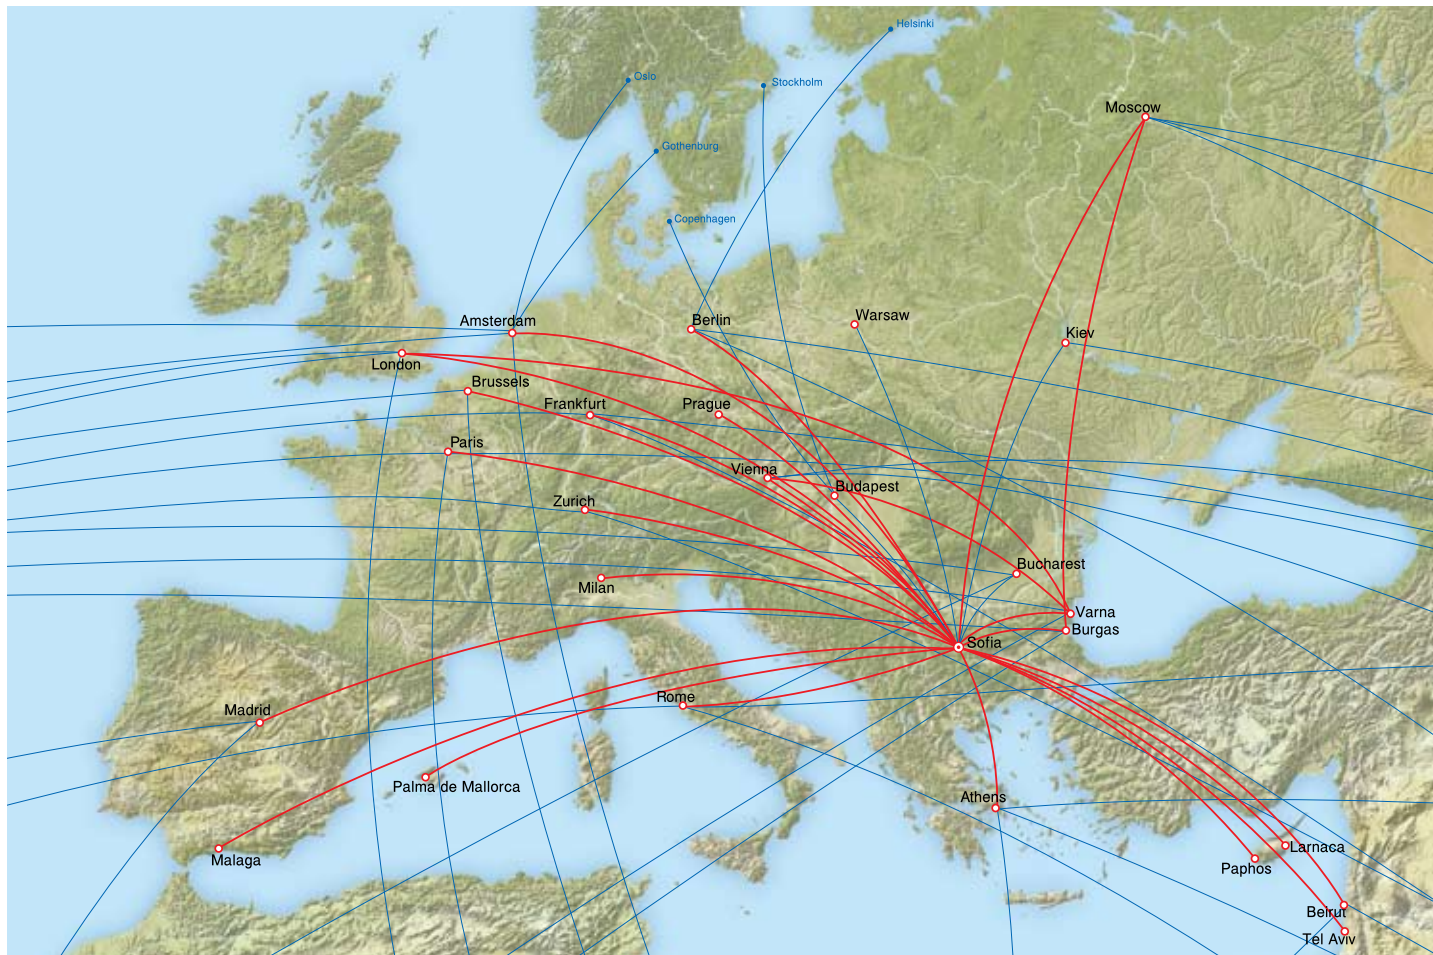 Helsinki
Oslo
Stockholm
Moscow
Gothenburg
Copenhagen
Amsterdam
Berlin
Warsaw
Kiev
London
Brussels
Frankfurt
Prague
Paris
Vienna
Budapest
Zurich
Bucharest
Milan
Varna
Burgas
Sofia
Rome
Madrid
Palma de Mallorca
Athens
Larnaca
Malaga
Paphos
Beirut
Tel Aviv